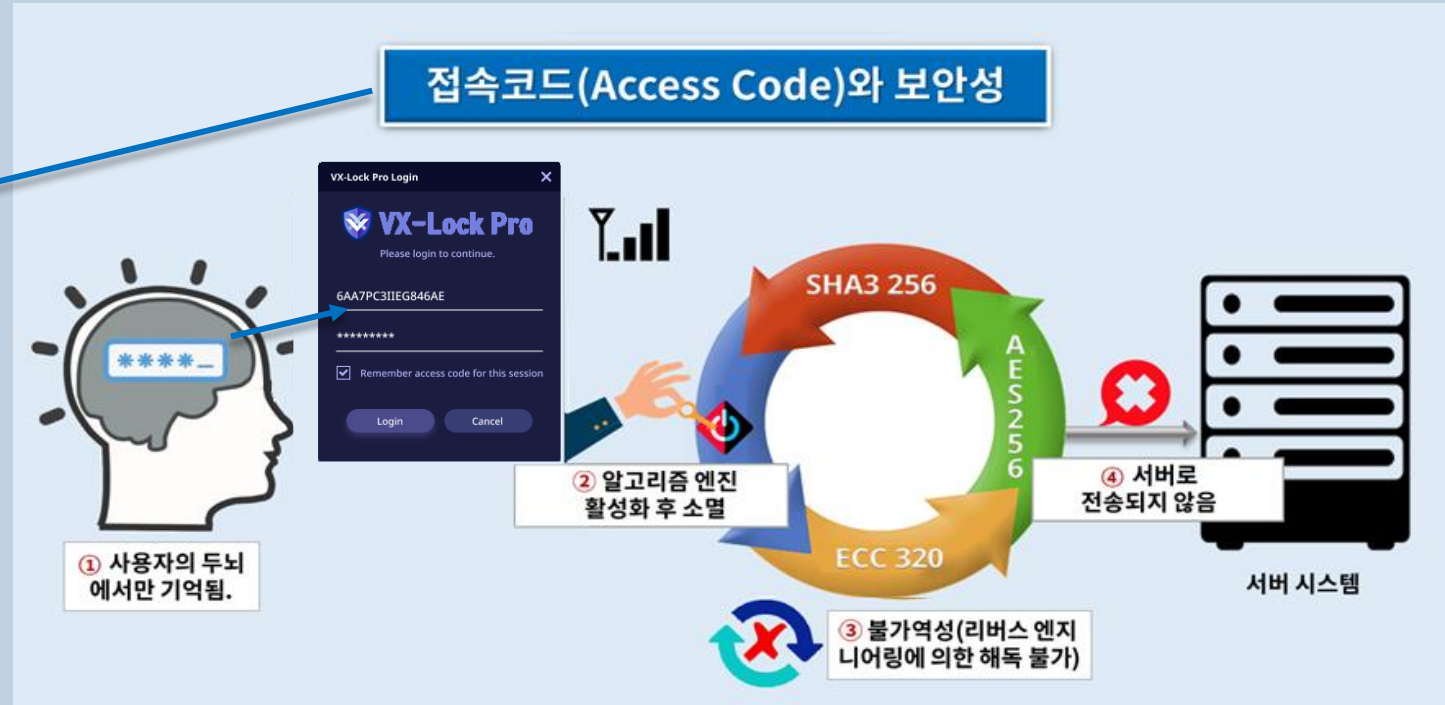 접속코드(Access Code)와 보안성
VX-Lock Pro Login
VX-Lock Pro
Please login to continue.
6AA7PC3IIEG846AE
*********
Remember access code for this session
Login
Cancel
****_
① 사용자의 두뇌
에서만 기억됨.
② 알고리즘 엔진
활성화 후 소멸
SHA3 256
AES256
ECC 320
③ 불가역성(리버스 엔지
니어링에 의한 해독 불가)
④ 서버로
전송되지 않음
서버 시스템